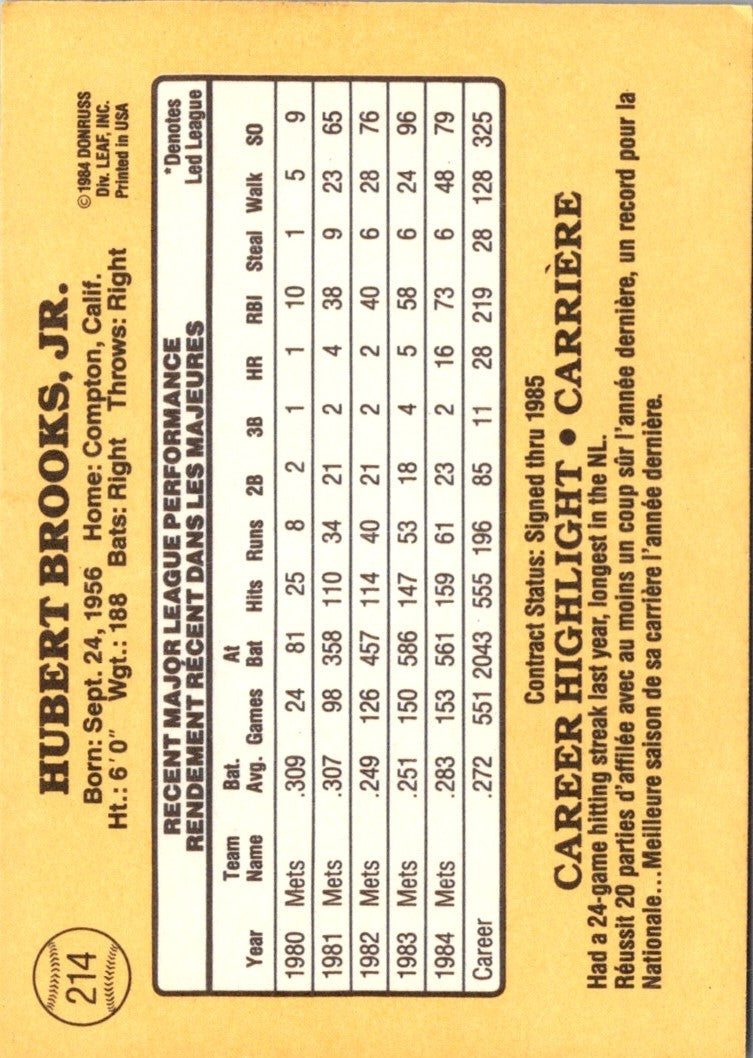 214
HUBERT BROOKS, JR.
Born: Sept. 24, 1956 Home: Compton, Calif.
Ht.: 6'0" Wgt.: 188 Bats: Right Throws: Right
© 1984 DONRUSS
Div. LEAF, INC.
Printed in USA
RECENT MAJOR LEAGUE PERFORMANCE
RENDEMENT RÉCENT DANS LES MAJEURES
*Denotes
Led League
Year Team Name Bat. Avg. Games At Bat Hits Runs 2B 3B HR RBI Steal Walk SO
1980 Mets .309 24 81 25 8 2 1 1 10 1 5 9
1981 Mets .307 98 358 110 34 21 2 4 38 9 23 65
1982 Mets .249 126 457 114 40 21 2 2 40 6 28 76
1983 Mets .251 150 586 147 53 18 4 5 58 6 24 96
1984 Mets .283 153 561 159 61 23 2 16 73 6 48 79
Career .272 551 2043 555 196 85 11 28 219 28 128 325
Contract Status: Signed thru 1985
CAREER HIGHLIGHT • CARRIÈRE
Had a 24-game hitting streak last year, longest in the NL.
Réussit 20 parties d'affilée avec au moins un coup sûr l'année dernière, un record pour la
Nationale...Meilleure saison de sa carrière l'année dernière.